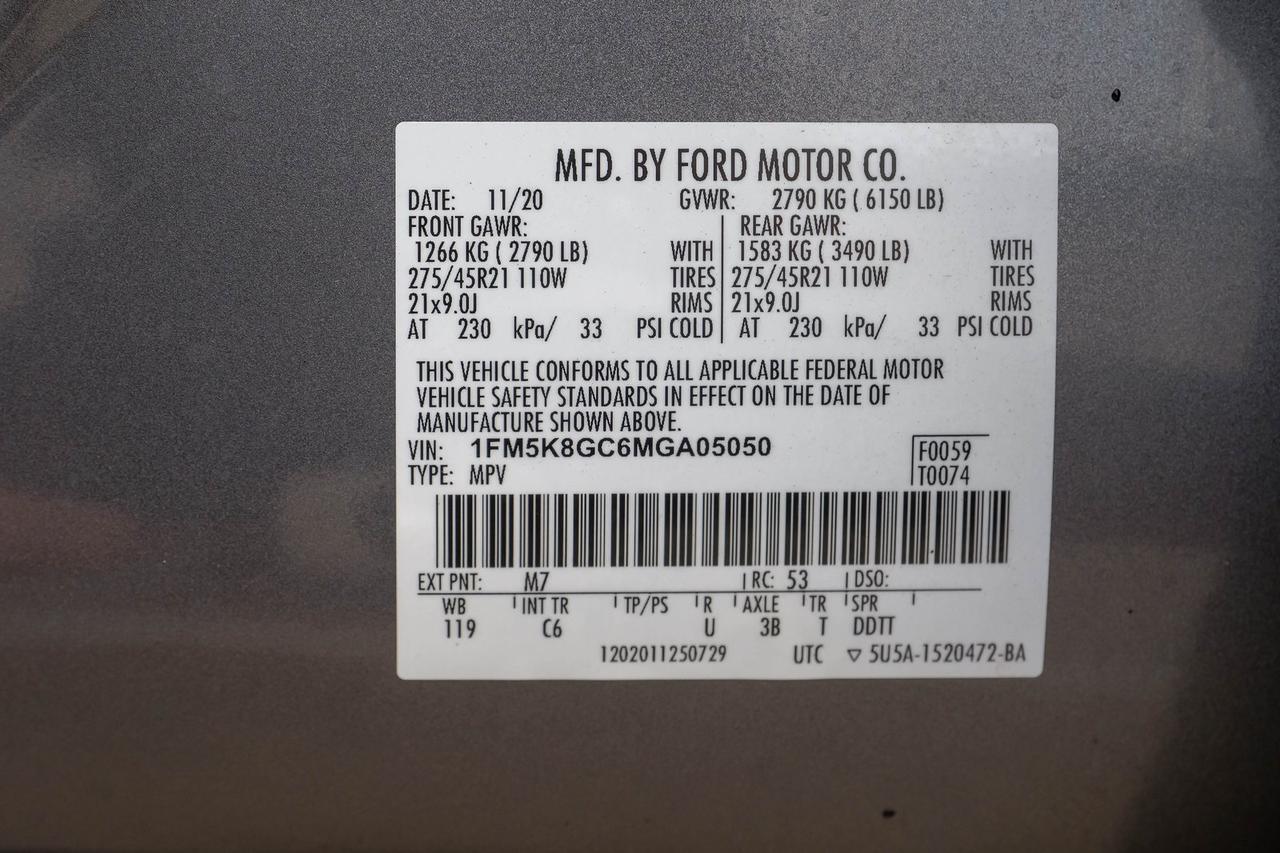 MFD. BY FORD MOTOR CO.
DATE: 11/20 GVWR: 2790 KG ( 6150 LB)
FRONT GAWR: REAR GAWR:
1266 KG ( 2790 LB) WITH 1583 KG ( 3490 LB) WITH
275/45R21 110W TIRES 275/45R21 110W TIRES
21x9.0J RIMS 21x9.0J RIMS
AT 230 kPa/ 33 PSI COLD AT 230 kPa/ 33 PSI COLD
THIS VEHICLE CONFORMS TO ALL APPLICABLE FEDERAL MOTOR
VEHICLE SAFETY STANDARDS IN EFFECT ON THE DATE OF
MANUFACTURE SHOWN ABOVE.
VIN: 1FM5K8GC6MGA05050 F0059
TYPE: MPV T0074
EXT PNT: M7 RC: 53 DSO:
WB INT TR TP/PS R AXLE TR SPR
119 C6 U 3B T DDTT
1202011250729 UTC ▽ 5U5A-1520472-BA